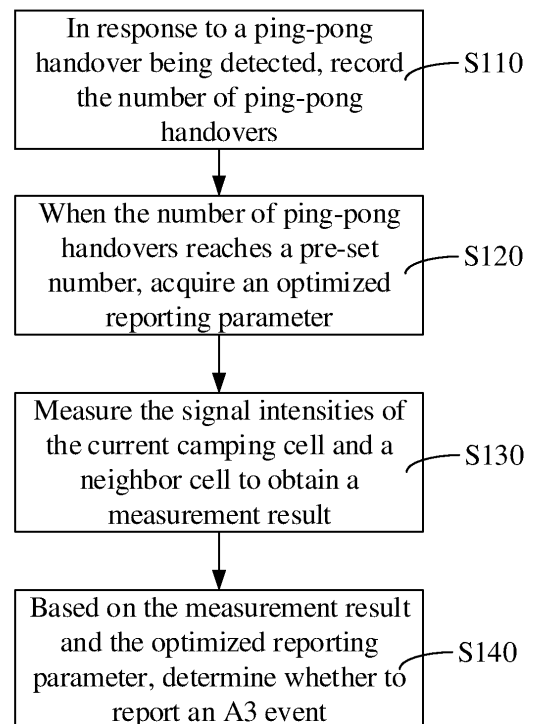 In response to a ping-pong
handover being detected, record
the number of ping-pong
handovers
S110
When the number of ping-pong
handovers reaches a pre-set
number, acquire an optimized
reporting parameter
S120
Measure the signal intensities of
the current camping cell and a
neighbor cell to obtain a
measurement result
S130
Based on the measurement result
and the optimized reporting
parameter, determine whether to
report an A3 event
S140